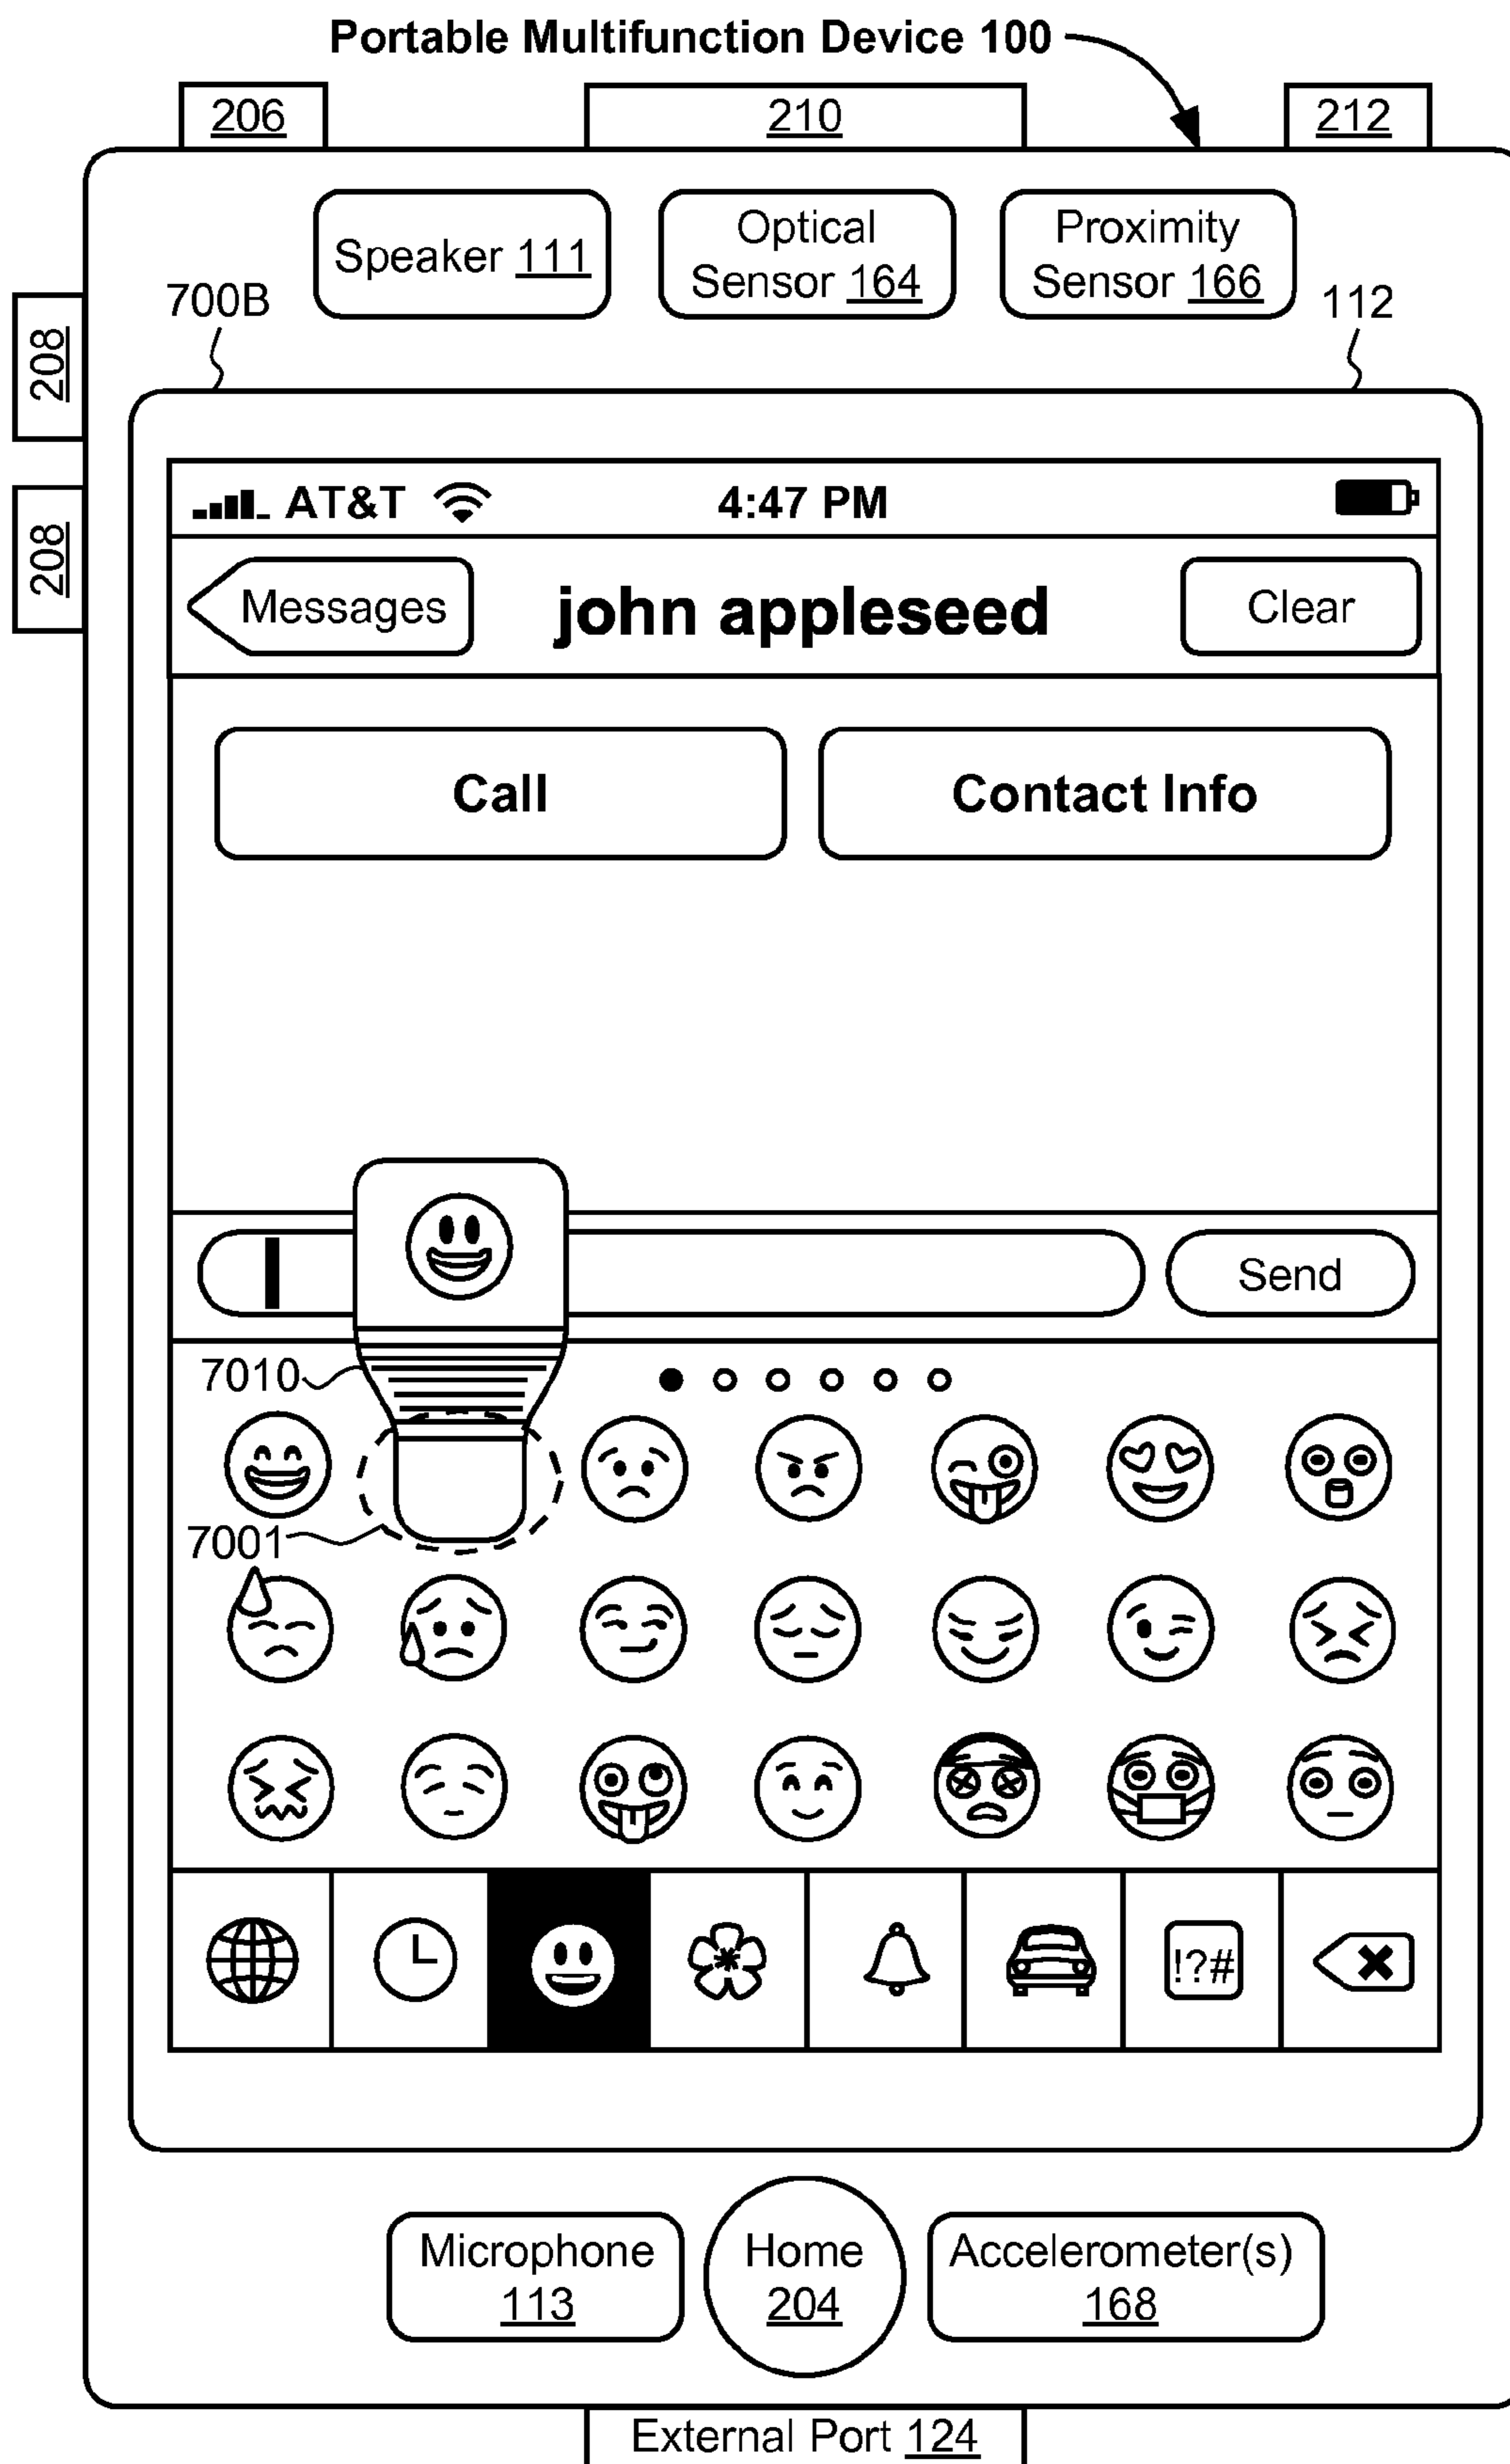 Portable Multifunction Device 100
206
210
212
Speaker 111
Optical
Sensor 164
Proximity
Sensor 166
700B
112
208
208
AT&T
4:47 PM
Messages
john appleseed
Clear
Call
Contact Info
Send
7010
7001
!?#
Microphone
113
Home
204
Accelerometer(s)
168
External Port 124